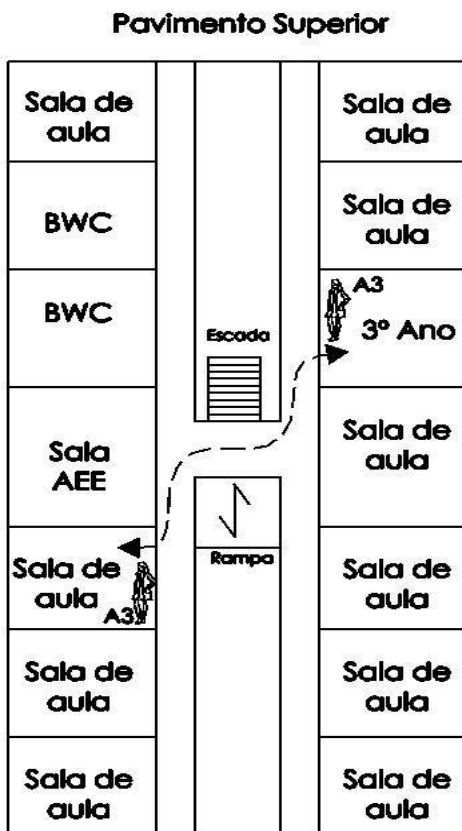 Pavimento Superior
Sala de
aula
BWC
BWC
Sala
AEE
Sala de
aula
A3
Sala de
aula
Sala de
aula
Escada
Rampa
Sala de
aula
Sala de
aula
A3
3º Ano
Sala de
aula
Sala de
aula
Sala de
aula
Sala de
aula